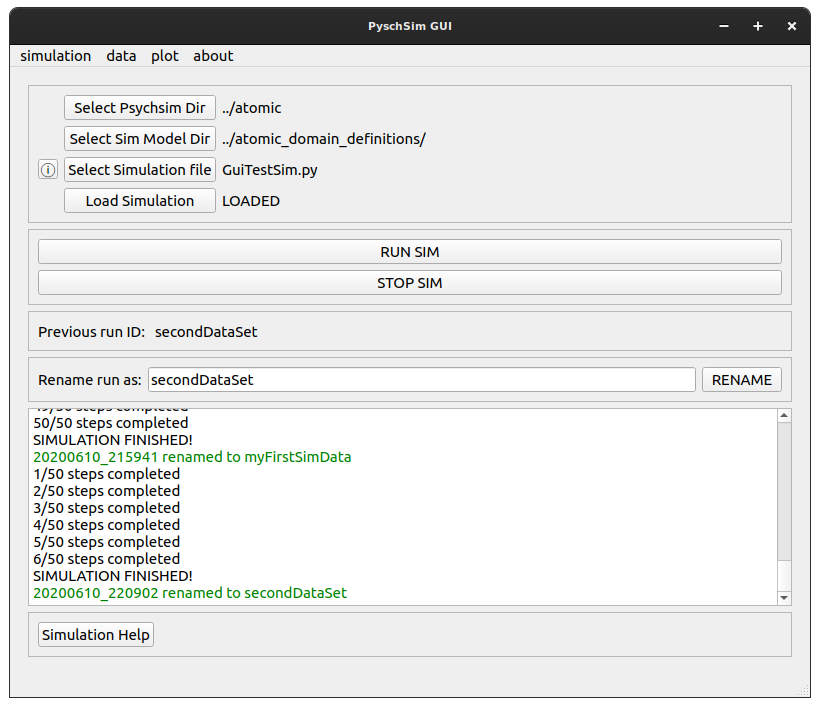 PyschSim GUI
simulation data plot about
Select Psychsim Dir ../atomic
Select Sim Model Dir ../atomic_domain_definitions/
Select Simulation file GuiTestSim.py
Load Simulation LOADED
RUN SIM
STOP SIM
Previous run ID: secondDataSet
Rename run as: secondDataSet RENAME
49/50 steps completed
50/50 steps completed
SIMULATION FINISHED!
20200610_215941 renamed to myFirstSimData
1/50 steps completed
2/50 steps completed
3/50 steps completed
4/50 steps completed
5/50 steps completed
6/50 steps completed
SIMULATION FINISHED!
20200610_220902 renamed to secondDataSet
Simulation Help